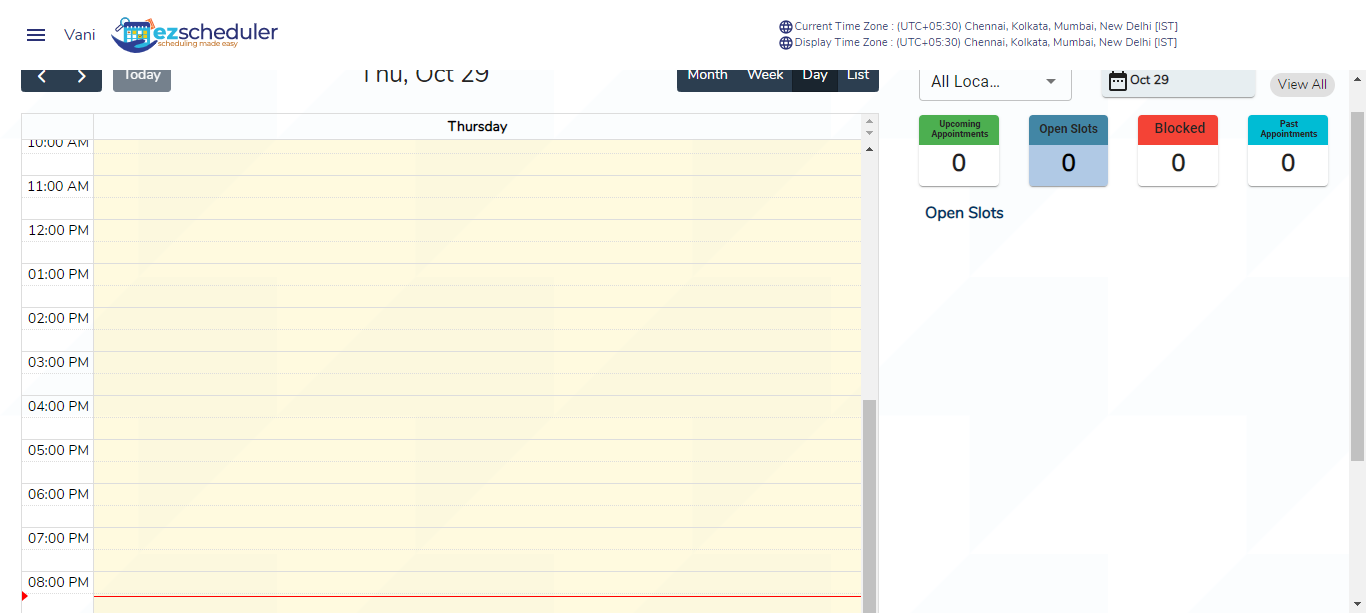 Vani
ezscheduler
scheduling made easy
Current Time Zone : (UTC+05:30) Chennai, Kolkata, Mumbai, New Delhi [IST]
Display Time Zone : (UTC+05:30) Chennai, Kolkata, Mumbai, New Delhi [IST]
Today
Thu, Oct 29
Month Week Day List
All Loca...
Oct 29
View All
Thursday
10:00 AM
11:00 AM
12:00 PM
01:00 PM
02:00 PM
03:00 PM
04:00 PM
05:00 PM
06:00 PM
07:00 PM
08:00 PM
Upcoming
Appointments
0
Open Slots
0
Blocked
0
Past
Appointments
0
Open Slots